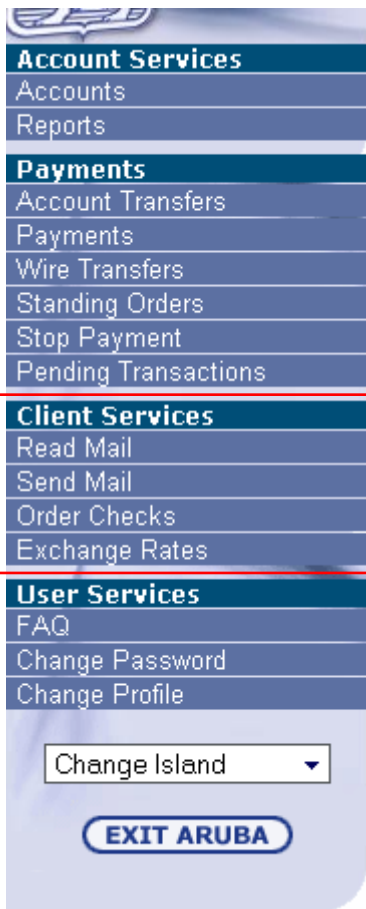 Account Services
Accounts
Reports
Payments
Account Transfers
Payments
Wire Transfers
Standing Orders
Stop Payment
Pending Transactions
Client Services
Read Mail
Send Mail
Order Checks
Exchange Rates
User Services
FAQ
Change Password
Change Profile
Change Island
EXIT ARUBA